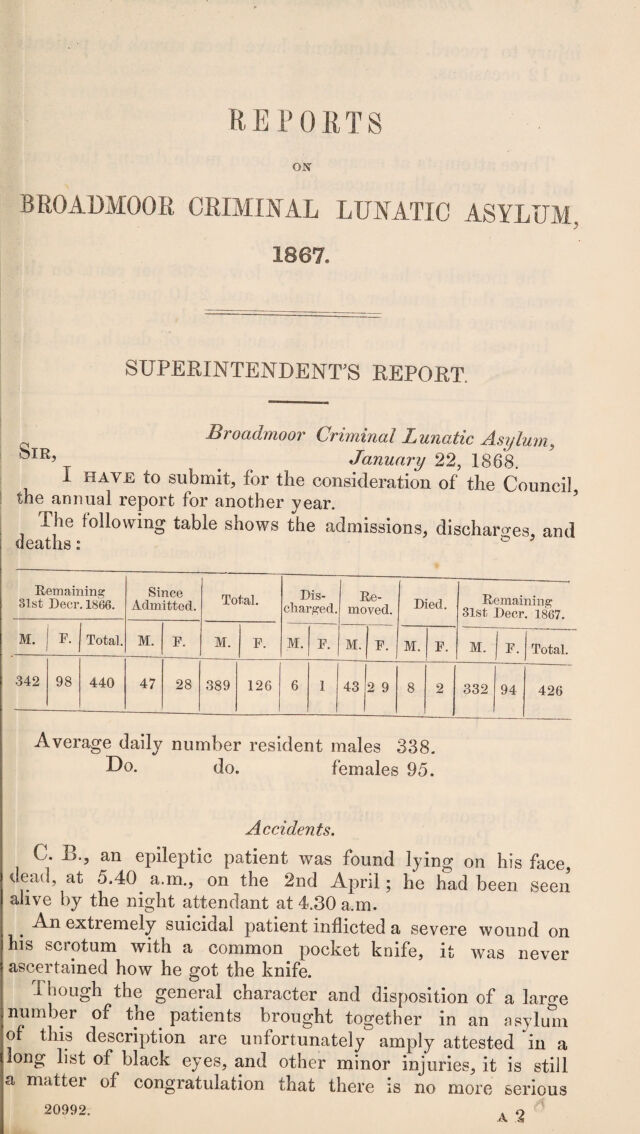 REPORTS
ON
BROADMOOR CRIMINAL LUNATIC ASYLUM,
1867.
SUPERINTENDENT'S REPORT.
Broadmoor Criminal Lunatic Asylum,
SIR, January 22, 1868.
I HAVE to submit, for the consideration of the Council,
the annual report for another year.
The following table shows the admissions, discharges, and
deaths:
Remaining 31st Decr. 1866. | Since Admitted. | Total. | Dis-charged. | Re-moved. | Died. | Remaining 31st Decr. 1867.
M. | F. | Total. | M. | F. | M. | F. | M. | F. | M. | F. | M. | F. | M. | F. | Total.
342 | 98 | 440 | 47 | 28 | 389 | 126 | 6 | 1 | 43 | 2 9 | 8 | 2 | 332 | 94 | 426
Average daily number resident males 338.
Do. do. females 95.
Accidents.
C. B., an epileptic patient was found lying on his face,
dead, at 5.40 a.m., on the 2nd April; he had been seen
alive by the night attendant at 4.30 a.m.
An extremely suicidal patient inflicted a severe wound on
his scrotum with a common pocket knife, it was never
ascertained how he got the knife.
Though the general character and disposition of a large
number of the patients brought together in an asylum
of this description are unfortunately amply attested in a
long list of black eyes, and other minor injuries, it is still
a matter of congratulation that there is no more serious
20992. A 2